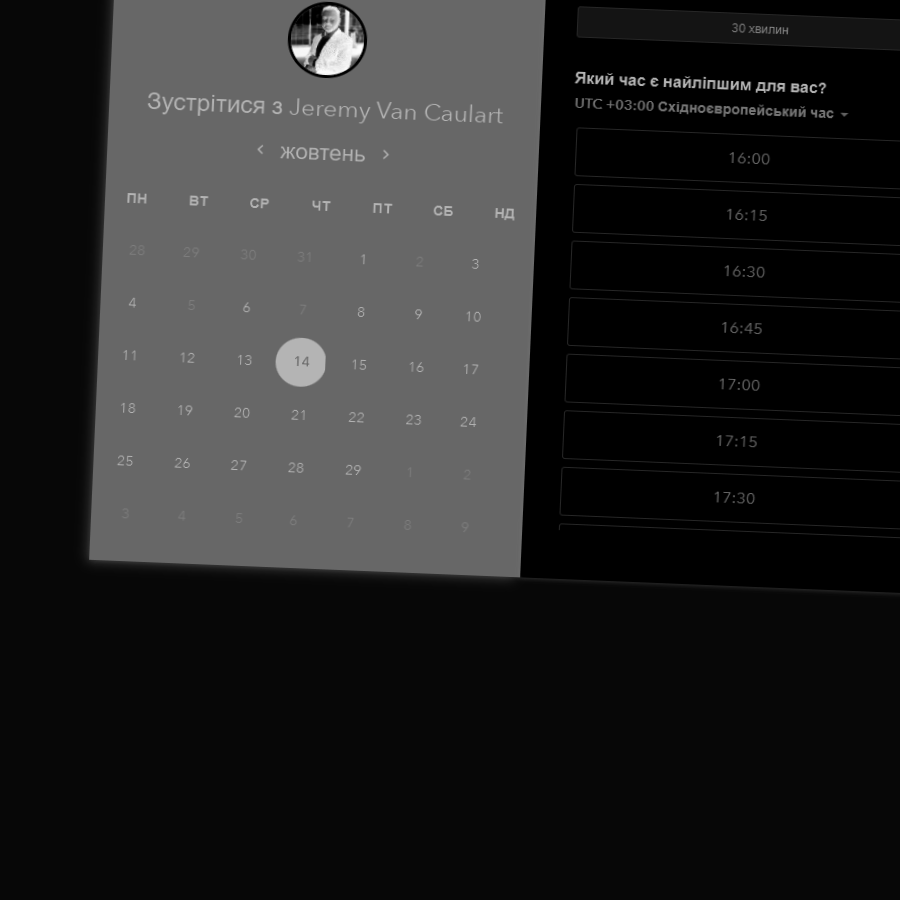 Зустрітися з Jeremy Van Caulart
‹ жовтень ›
ПН ВТ СР ЧТ ПТ СБ НД
28 29 30 31 1 2 3
4 5 6 7 8 9 10
11 12 13 14 15 16 17
18 19 20 21 22 23 24
25 26 27 28 29 1 2
3 4 5 6 7 8 9
30 хвилин
Який час є найліпшим для вас?
UTC +03:00 Східноєвропейський час
16:00
16:15
16:30
16:45
17:00
17:15
17:30